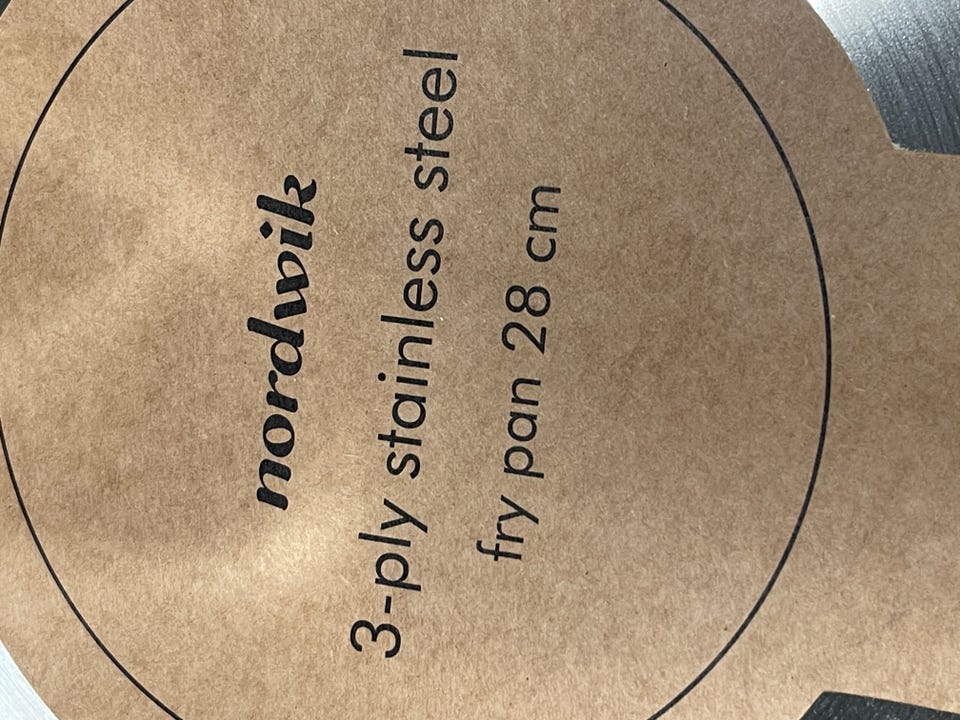 nordwik
3-ply stainless steel
fry pan 28 cm